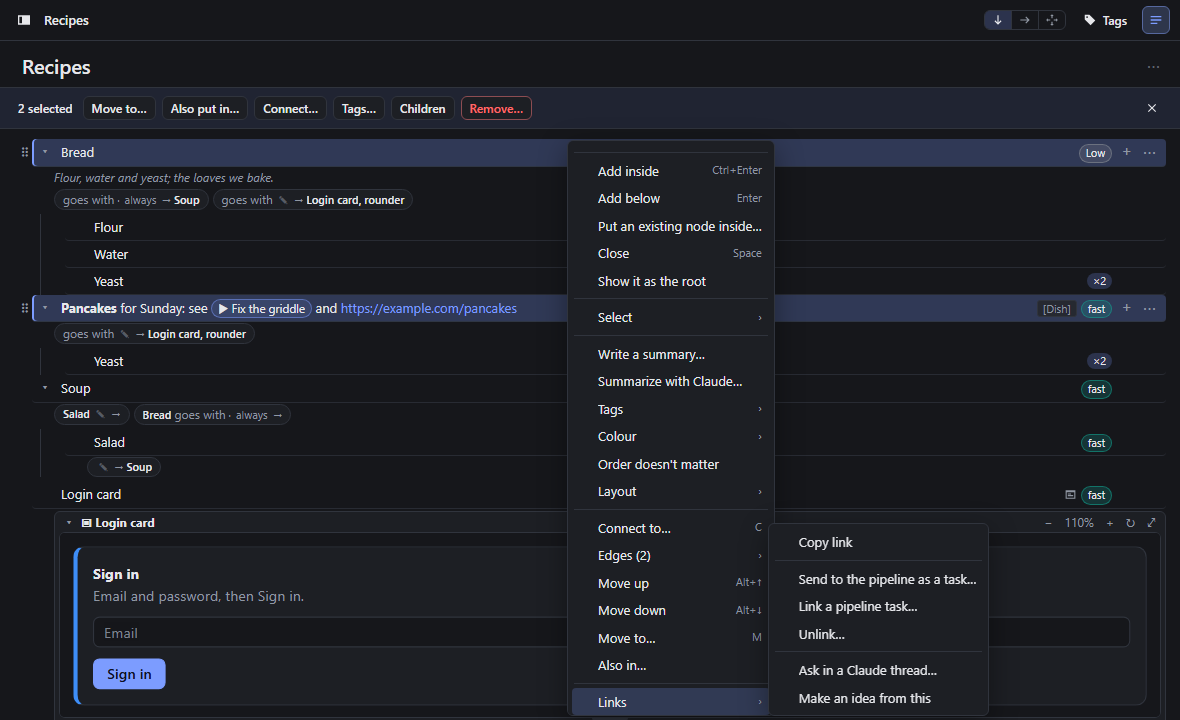 Recipes
Tags
Recipes
2 selected Move to... Also put in... Connect... Tags... Children Remove...
Bread Low
Flour, water and yeast; the loaves we bake.
goes with · always → Soup goes with → Login card, rounder
Flour
Water
Yeast ×2
Pancakes for Sunday: see Fix the griddle and https://example.com/pancakes [Dish] fast
goes with → Login card, rounder
Yeast ×2
Soup fast
Salad → Bread goes with · always →
Salad fast
→ Soup
Login card fast
Login card − 110% +
Sign in
Email and password, then Sign in.
Email
Sign in
Add inside Ctrl+Enter
Add below Enter
Put an existing node inside...
Close Space
Show it as the root
Select ›
Write a summary...
Summarize with Claude...
Tags ›
Colour ›
Order doesn't matter
Layout ›
Connect to... C
Edges (2) ›
Move up Alt+↑
Move down Alt+↓
Move to... M
Also in...
Links ›
Copy link
Send to the pipeline as a task...
Link a pipeline task...
Unlink...
Ask in a Claude thread...
Make an idea from this